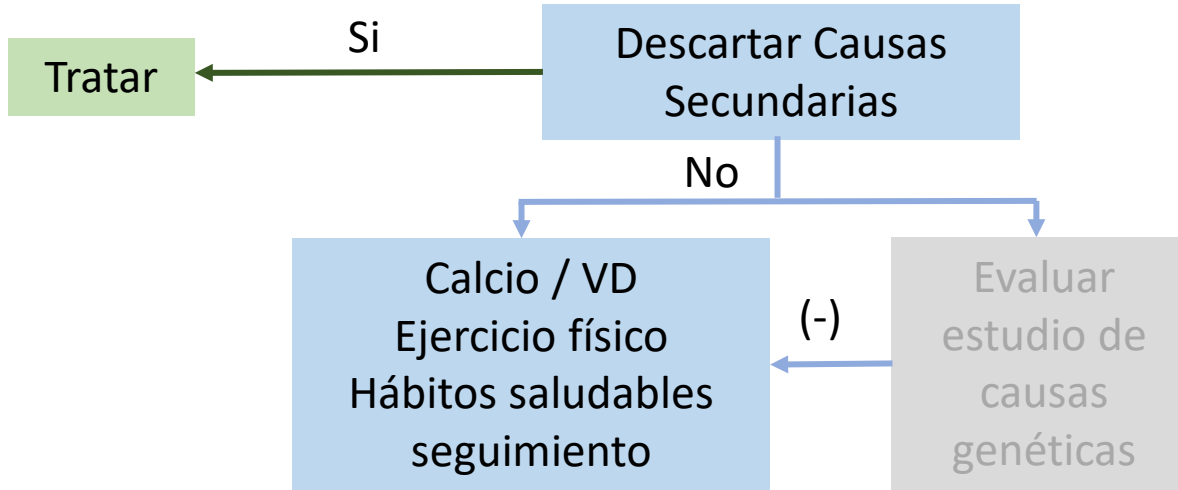 Si
Tratar
Descartar Causas
Secundarias
No
Calcio / VD
Ejercicio físico
Hábitos saludables
seguimiento
(-)
Evaluar
estudio de
causas
genéticas